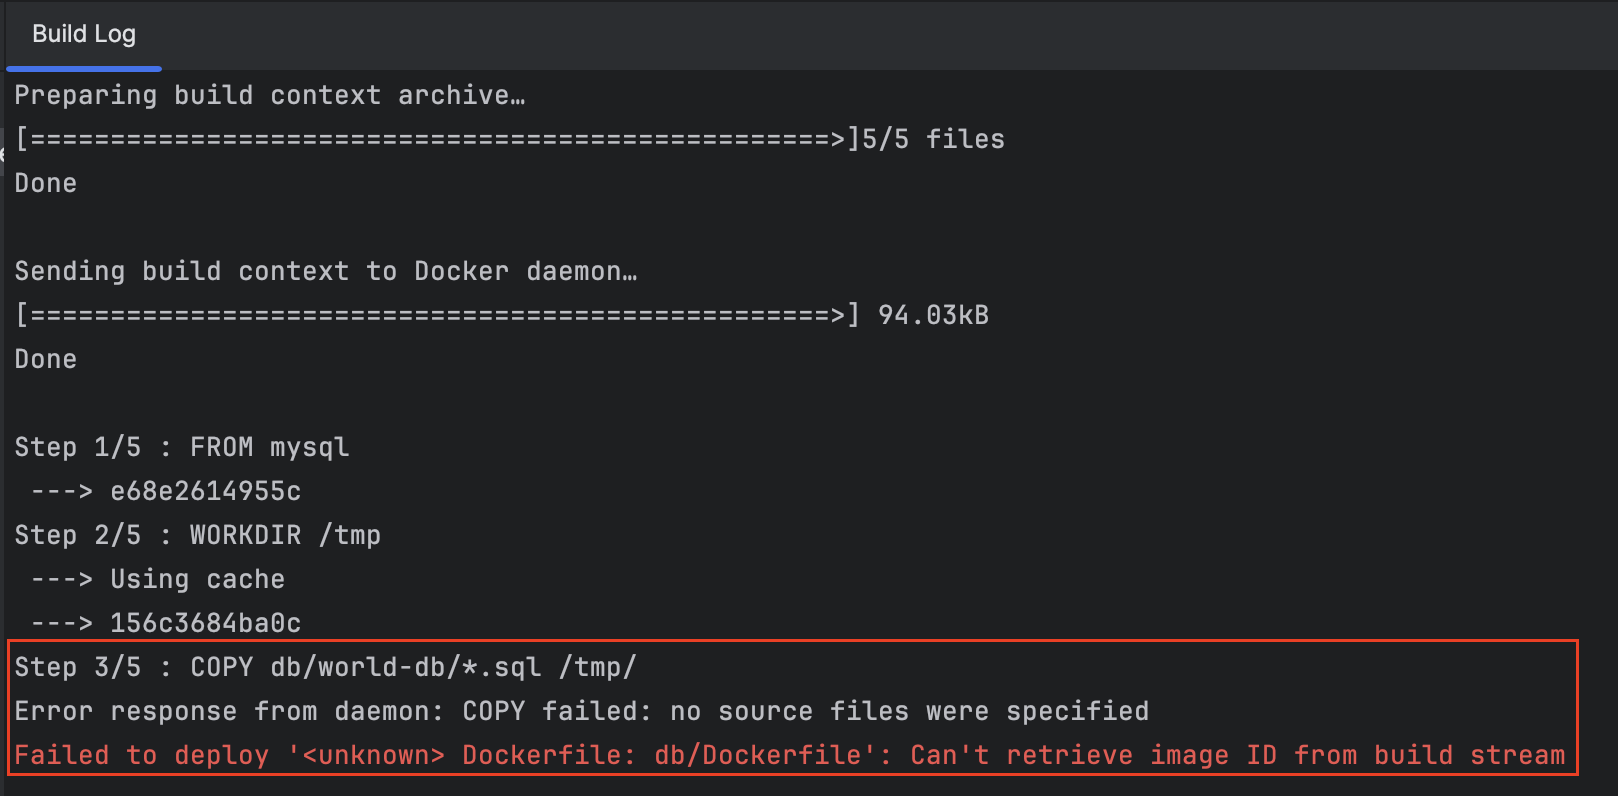 Build Log
Preparing build context archive…
[==================================================>]5/5 files
Done
Sending build context to Docker daemon…
[==================================================>] 94.03kB
Done
Step 1/5 : FROM mysql
---> e68e2614955c
Step 2/5 : WORKDIR /tmp
---> Using cache
---> 156c3684ba0c
Step 3/5 : COPY db/world-db/*.sql /tmp/
Error response from daemon: COPY failed: no source files were specified
Failed to deploy '<unknown> Dockerfile: db/Dockerfile': Can't retrieve image ID from build stream